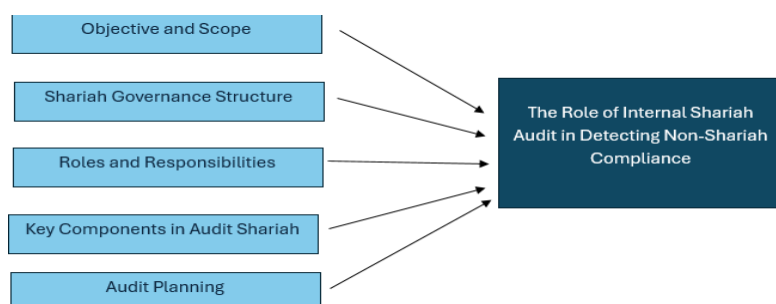 Objective and Scope
Shariah Governance Structure
Roles and Responsibilities
Key Components in Audit Shariah
Audit Planning
The Role of Internal Shariah
Audit in Detecting Non-Shariah
Compliance